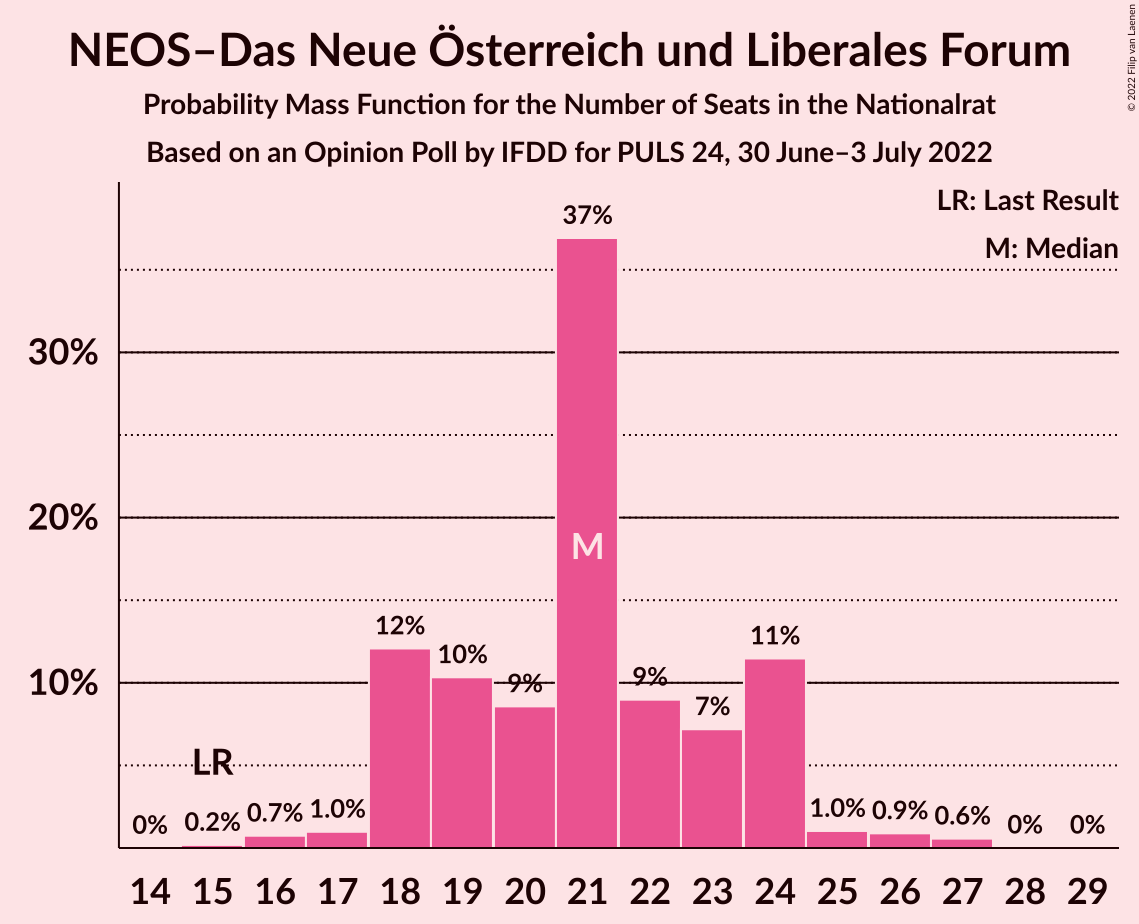 NEOS–Das Neue Österreich und Liberales Forum
Probability Mass Function for the Number of Seats in the Nationalrat
Based on an Opinion Poll by IFDD for PULS 24, 30 June–3 July 2022
© 2022 Filip van Laenen
LR: Last Result
M: Median
30%
20%
10%
0%
0.2%
0.7%
1.0%
12%
10%
9%
37%
9%
7%
11%
1.0%
0.9%
0.6%
0%
0%
LR
M
14 15 16 17 18 19 20 21 22 23 24 25 26 27 28 29